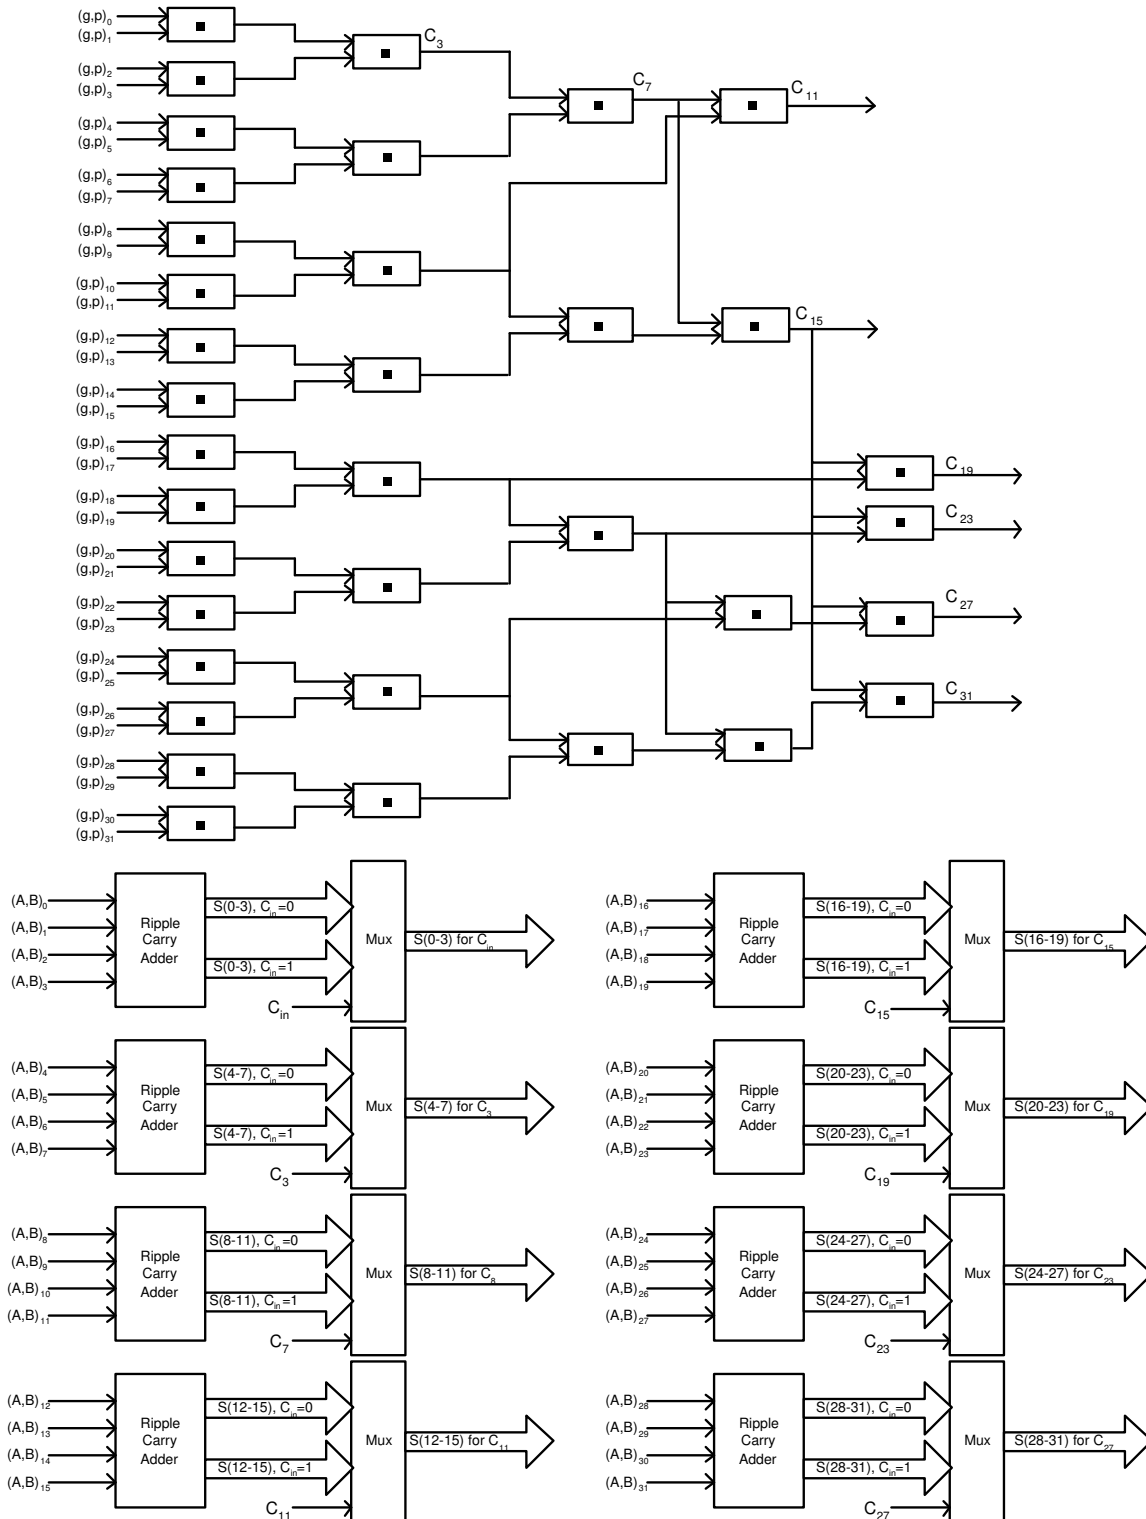 (g,p)0
(g,p)1
C3
(g,p)2
(g,p)3
C7
C11
(g,p)4
(g,p)5
(g,p)6
(g,p)7
(g,p)8
(g,p)9
(g,p)10
(g,p)11
C15
(g,p)12
(g,p)13
(g,p)14
(g,p)15
(g,p)16
(g,p)17
C19
(g,p)18
(g,p)19
C23
(g,p)20
(g,p)21
(g,p)22
(g,p)23
C27
(g,p)24
(g,p)25
C31
(g,p)26
(g,p)27
(g,p)28
(g,p)29
(g,p)30
(g,p)31
(A,B)0
(A,B)1
(A,B)2
(A,B)3
Ripple
Carry
Adder
S(0-3), Cin=0
S(0-3), Cin=1
Cin
Mux
S(0-3) for Cin
(A,B)16
(A,B)17
(A,B)18
(A,B)19
Ripple
Carry
Adder
S(16-19), Cin=0
S(16-19), Cin=1
C15
Mux
S(16-19) for C15
(A,B)4
(A,B)5
(A,B)6
(A,B)7
Ripple
Carry
Adder
S(4-7), Cin=0
S(4-7), Cin=1
C3
Mux
S(4-7) for C3
(A,B)20
(A,B)21
(A,B)22
(A,B)23
Ripple
Carry
Adder
S(20-23), Cin=0
S(20-23), Cin=1
C19
Mux
S(20-23) for C19
(A,B)8
(A,B)9
(A,B)10
(A,B)11
Ripple
Carry
Adder
S(8-11), Cin=0
S(8-11), Cin=1
C7
Mux
S(8-11) for C8
(A,B)24
(A,B)25
(A,B)26
(A,B)27
Ripple
Carry
Adder
S(24-27), Cin=0
S(24-27), Cin=1
C23
Mux
S(24-27) for C23
(A,B)12
(A,B)13
(A,B)14
(A,B)15
Ripple
Carry
Adder
S(12-15), Cin=0
S(12-15), Cin=1
C11
Mux
S(12-15) for C11
(A,B)28
(A,B)29
(A,B)30
(A,B)31
Ripple
Carry
Adder
S(28-31), Cin=0
S(28-31), Cin=1
C27
Mux
S(28-31) for C27